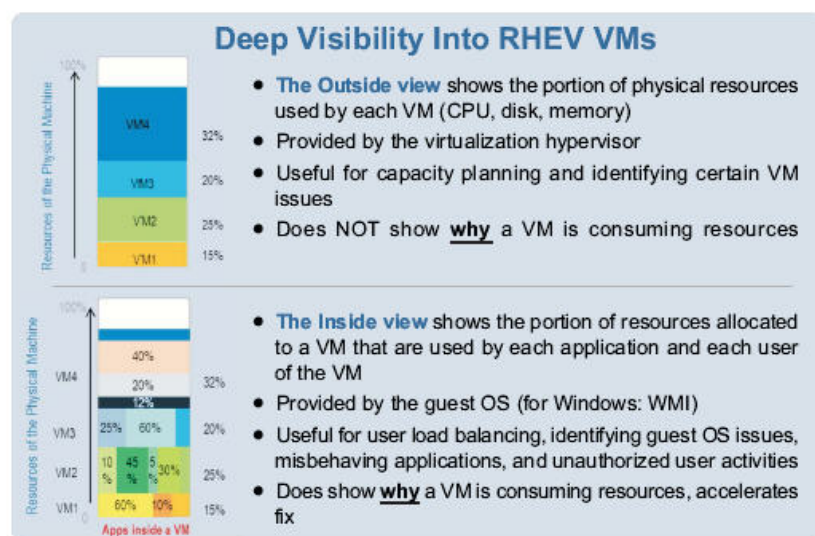 Deep Visibility Into RHEV VMs
100%
Resources of the Physical Machine
0
VM4
VM3
VM2
VM1
32%
20%
25%
15%
• The Outside view shows the portion of physical resources
used by each VM (CPU, disk, memory)
• Provided by the virtualization hypervisor
• Useful for capacity planning and identifying certain VM
issues
• Does NOT show why a VM is consuming resources
100%
Resources of the Physical Machine
0
VM4
VM3
VM2
VM1
40%
20%
12%
25% 60%
10 % 45 % 5 % 30%
60% 10%
32%
20%
25%
15%
Apps inside a VM
• The Inside view shows the portion of resources allocated
to a VM that are used by each application and each user
of the VM
• Provided by the guest OS (for Windows: WMI)
• Useful for user load balancing, identifying guest OS issues,
misbehaving applications, and unauthorized user activities
• Does show why a VM is consuming resources, accelerates
fix